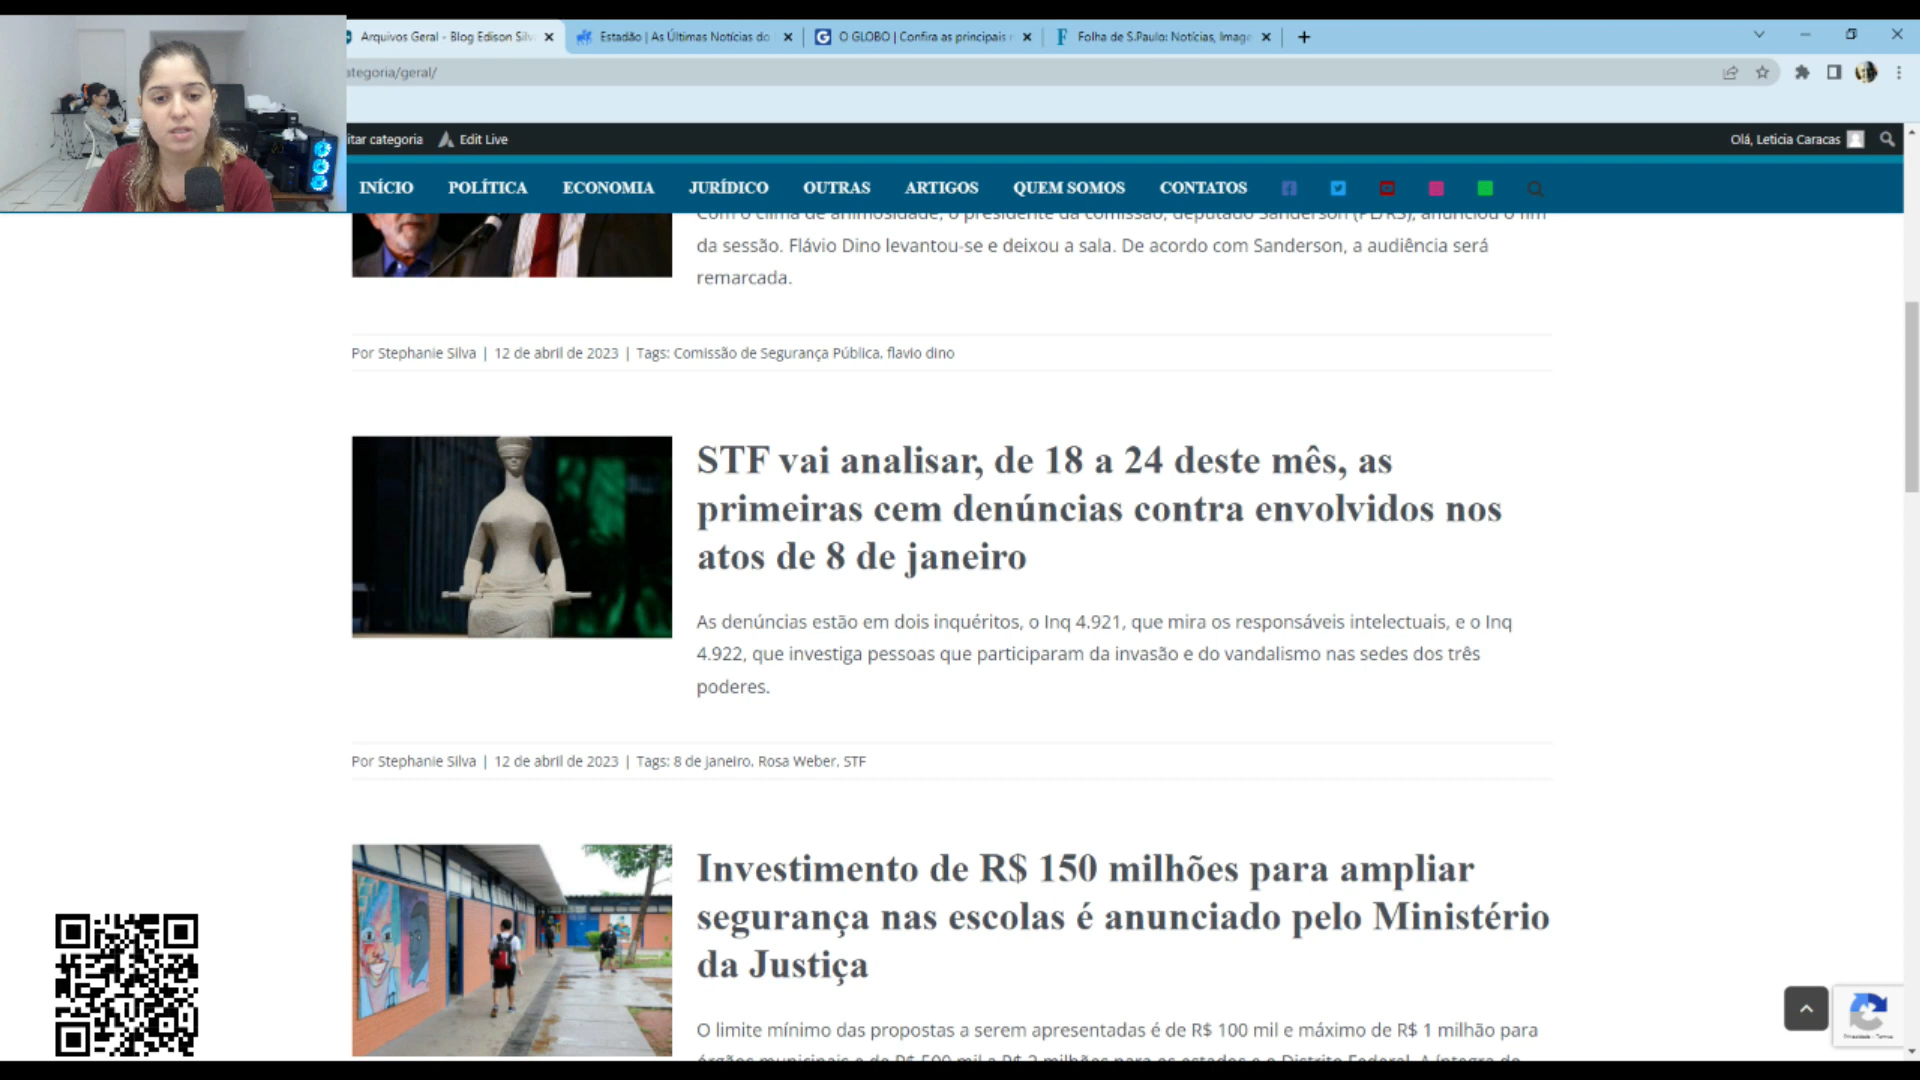 Arquivos Geral - Blog Edison Silv
Estadão | As Últimas Notícias do
O GLOBO | Confira as principais
Folha de S.Paulo: Notícias, Image
ategoria/geral/
itar categoria
Edit Live
Olá, Leticia Caracas
INÍCIO
POLÍTICA
ECONOMIA
JURÍDICO
OUTRAS
ARTIGOS
QUEM SOMOS
CONTATOS
Com o clima de animosidade, o presidente da comissão, deputado Sanderson (PL/RS), anunciou o fim
da sessão. Flávio Dino levantou-se e deixou a sala. De acordo com Sanderson, a audiência será
remarcada.
Por Stephanie Silva | 12 de abril de 2023 | Tags: Comissão de Segurança Pública, flavio dino
STF vai analisar, de 18 a 24 deste mês, as
primeiras cem denúncias contra envolvidos nos
atos de 8 de janeiro
As denúncias estão em dois inquéritos, o Inq 4.921, que mira os responsáveis intelectuais, e o Inq
4.922, que investiga pessoas que participaram da invasão e do vandalismo nas sedes dos três
poderes.
Por Stephanie Silva | 12 de abril de 2023 | Tags: 8 de janeiro, Rosa Weber, STF
Investimento de R$ 150 milhões para ampliar
segurança nas escolas é anunciado pelo Ministério
da Justiça
O limite mínimo das propostas a serem apresentadas é de R$ 100 mil e máximo de R$ 1 milhão para
órgãos municipais e de R$ 500 mil a R$ 2 milhões para os estados e o Distrito Federal. A íntegra do
Privacidade - Termos